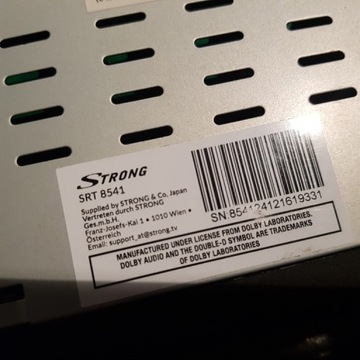 STRONG
SRT 8541
Supplied by STRONG & Co, Japan
Vertreten durch STRONG
Ges.m.b.H.
Franz-Josefs-Kai 1 • 1010 Wien •
Österreich
Email: support_at@strong.tv
SN:854124121619331
MANUFACTURED UNDER LICENSE FROM DOLBY LABORATORIES.
DOLBY AUDIO AND THE DOUBLE-D SYMBOL ARE TRADEMARKS
OF DOLBY LABORATORIES